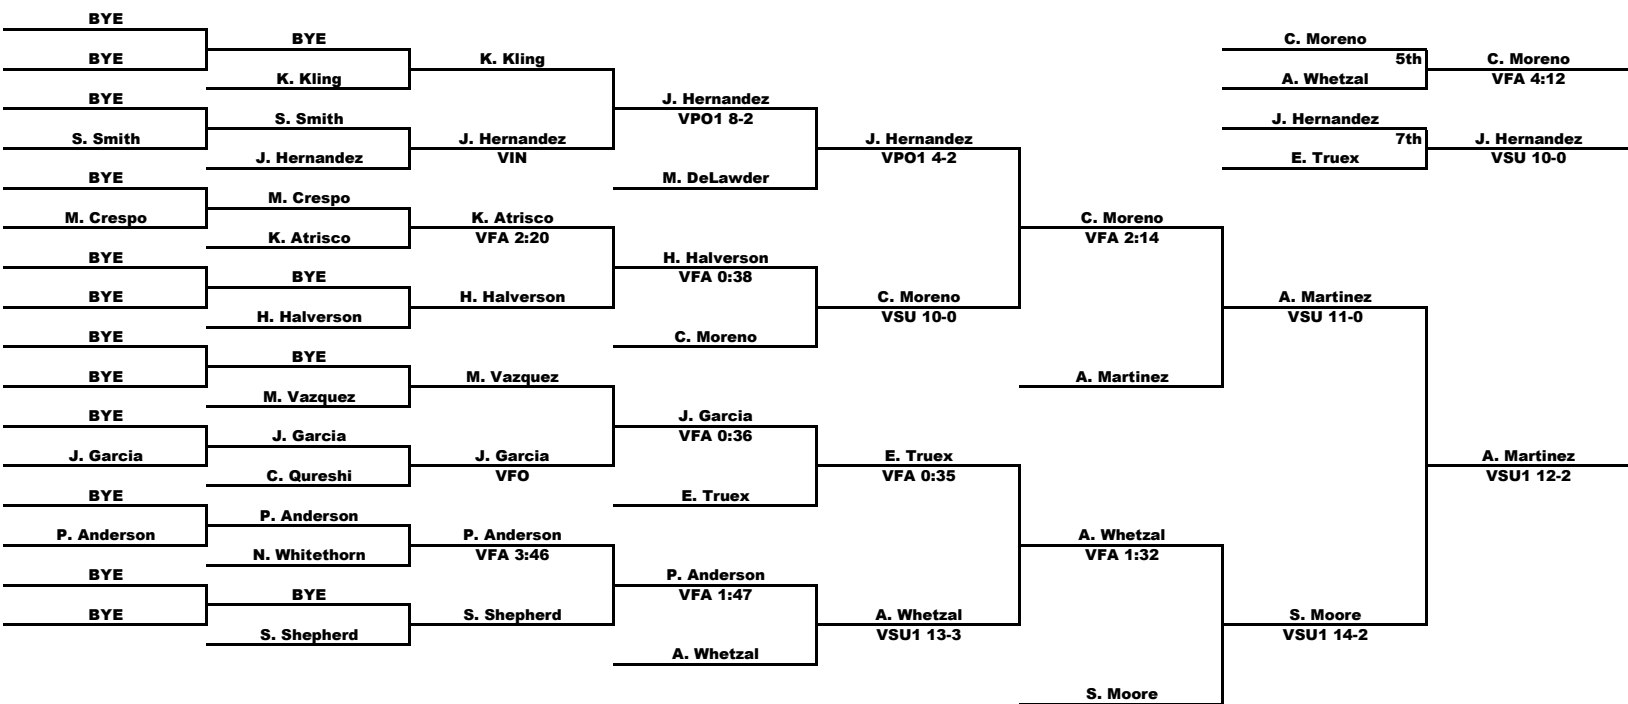 BYE
BYE
BYE
S. Smith
BYE
M. Crespo
BYE
BYE
BYE
BYE
BYE
J. Garcia
BYE
P. Anderson
BYE
BYE
BYE
K. Kling
S. Smith
J. Hernandez
M. Crespo
K. Atrisco
BYE
H. Halverson
BYE
M. Vazquez
J. Garcia
C. Qureshi
P. Anderson
N. Whitethorn
BYE
S. Shepherd
K. Kling
J. Hernandez
VIN
K. Atrisco
VFA 2:20
H. Halverson
M. Vazquez
J. Garcia
VFO
P. Anderson
VFA 3:46
S. Shepherd
J. Hernandez
VPO1 8-2
M. DeLawder
H. Halverson
VFA 0:38
C. Moreno
J. Garcia
VFA 0:36
E. Truex
P. Anderson
VFA 1:47
A. Whetzal
J. Hernandez
VPO1 4-2
C. Moreno
VSU 10-0
E. Truex
VFA 0:35
A. Whetzal
VSU1 13-3
C. Moreno
VFA 2:14
A. Martinez
A. Whetzal
VFA 1:32
S. Moore
A. Martinez
VSU 11-0
S. Moore
VSU1 14-2
A. Martinez
VSU1 12-2
C. Moreno
5th
A. Whetzal
C. Moreno
VFA 4:12
J. Hernandez
7th
E. Truex
J. Hernandez
VSU 10-0